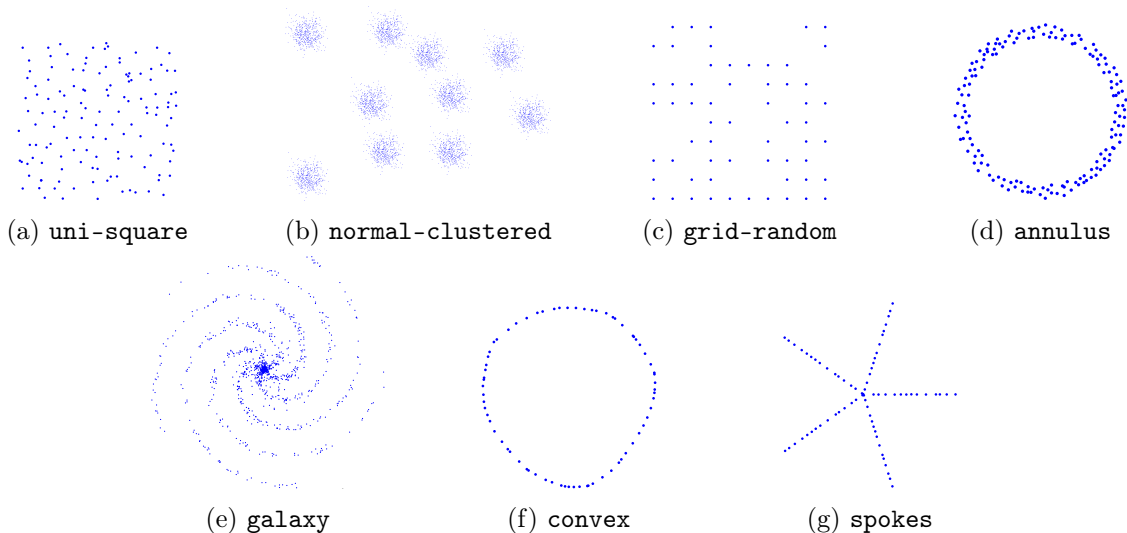 (a) uni-square
(b) normal-clustered
(c) grid-random
(d) annulus
(e) galaxy
(f) convex
(g) spokes